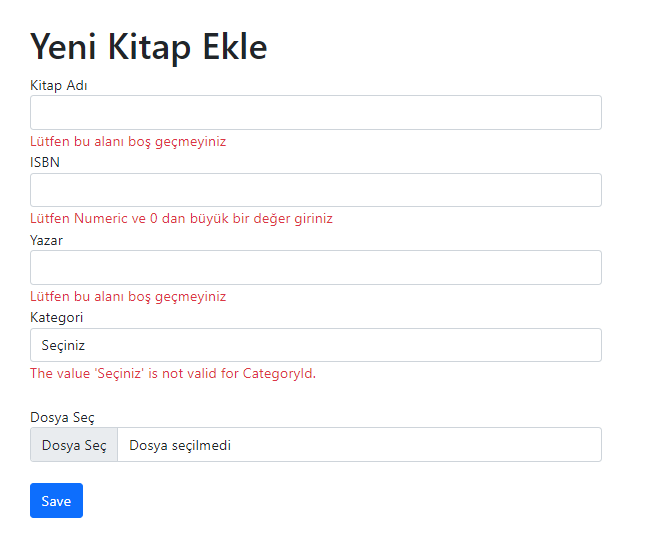 Yeni Kitap Ekle
Kitap Adı
Lütfen bu alanı boş geçmeyiniz
ISBN
Lütfen Numeric ve 0 dan büyük bir değer giriniz
Yazar
Lütfen bu alanı boş geçmeyiniz
Kategori
Seçiniz
The value 'Seçiniz' is not valid for CategoryId.
Dosya Seç
Dosya Seç Dosya seçilmedi
Save